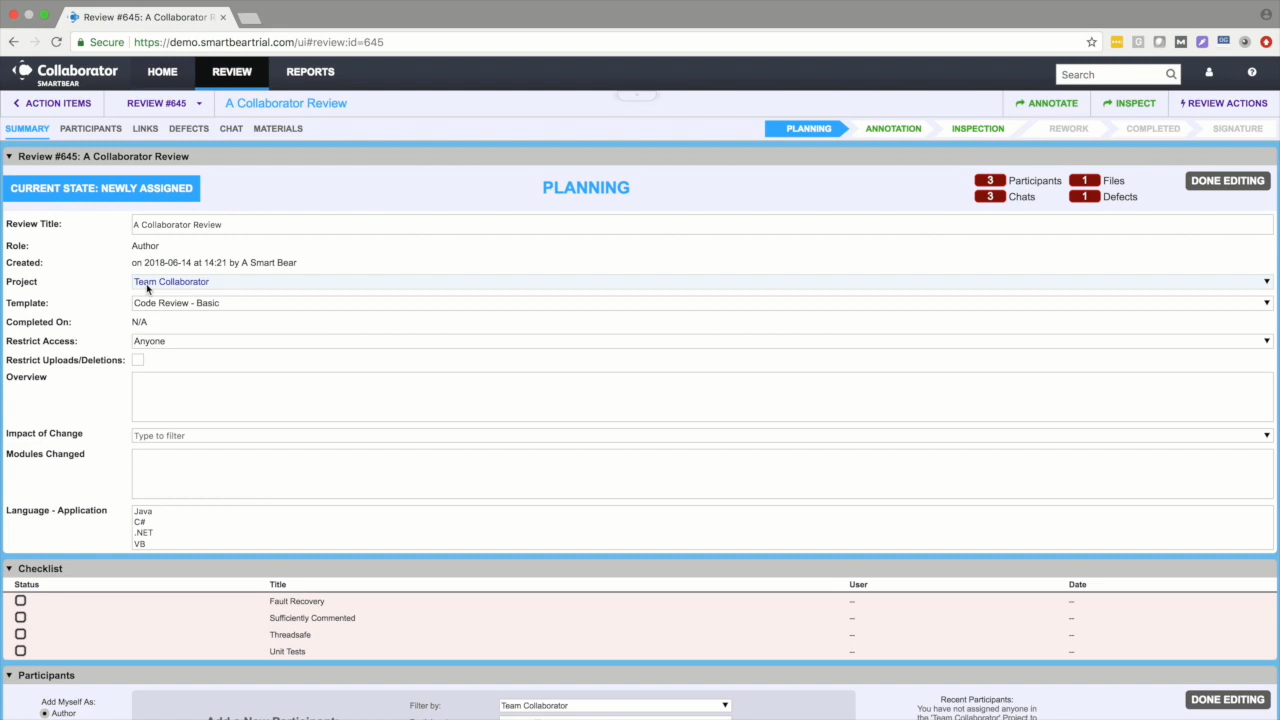 Review #645: A Collaborator R
Secure https://demo.smartbeartrial.com/ui#review:id=645
Collaborator
SMARTBEAR
HOME REVIEW REPORTS
Search
ACTION ITEMS REVIEW #645 A Collaborator Review ANNOTATE INSPECT REVIEW ACTIONS
SUMMARY PARTICIPANTS LINKS DEFECTS CHAT MATERIALS PLANNING ANNOTATION INSPECTION REWORK COMPLETED SIGNATURE
Review #645: A Collaborator Review
CURRENT STATE: NEWLY ASSIGNED PLANNING 3 Participants 1 Files DONE EDITING
3 Chats 1 Defects
Review Title: A Collaborator Review
Role: Author
Created: on 2018-06-14 at 14:21 by A Smart Bear
Project Team Collaborator
Template: Code Review - Basic
Completed On: N/A
Restrict Access: Anyone
Restrict Uploads/Deletions:
Overview
Impact of Change Type to filter
Modules Changed
Language - Application Java
C#
.NET
VB
Checklist
Status Title User Date
Fault Recovery -- --
Sufficiently Commented -- --
Threadsafe -- --
Unit Tests -- --
Participants
Add Myself As: Filter by: Team Collaborator Recent Participants: DONE EDITING
Author You have not assigned anyone in
the 'Team Collaborator' Project to